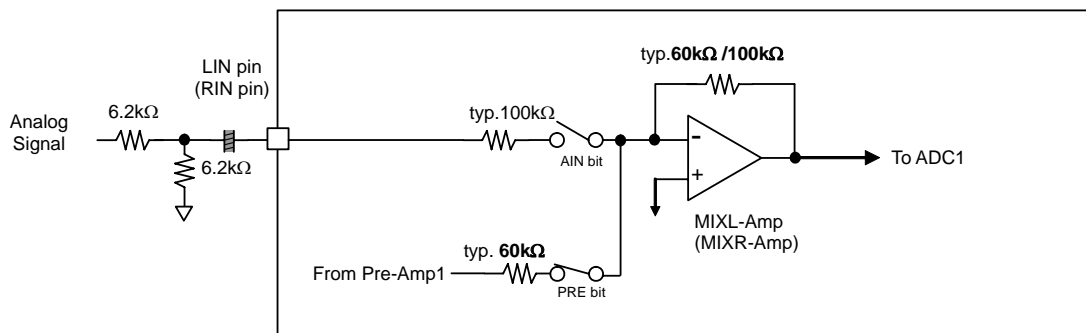 LIN pin
(RIN pin)
typ.60kΩ /100kΩ
6.2kΩ
typ.100kΩ
Analog
Signal
-
AIN bit
To ADC1
6.2kΩ
+
MIXL-Amp
(MIXR-Amp)
typ. 60kΩ
From Pre-Amp1
PRE bit